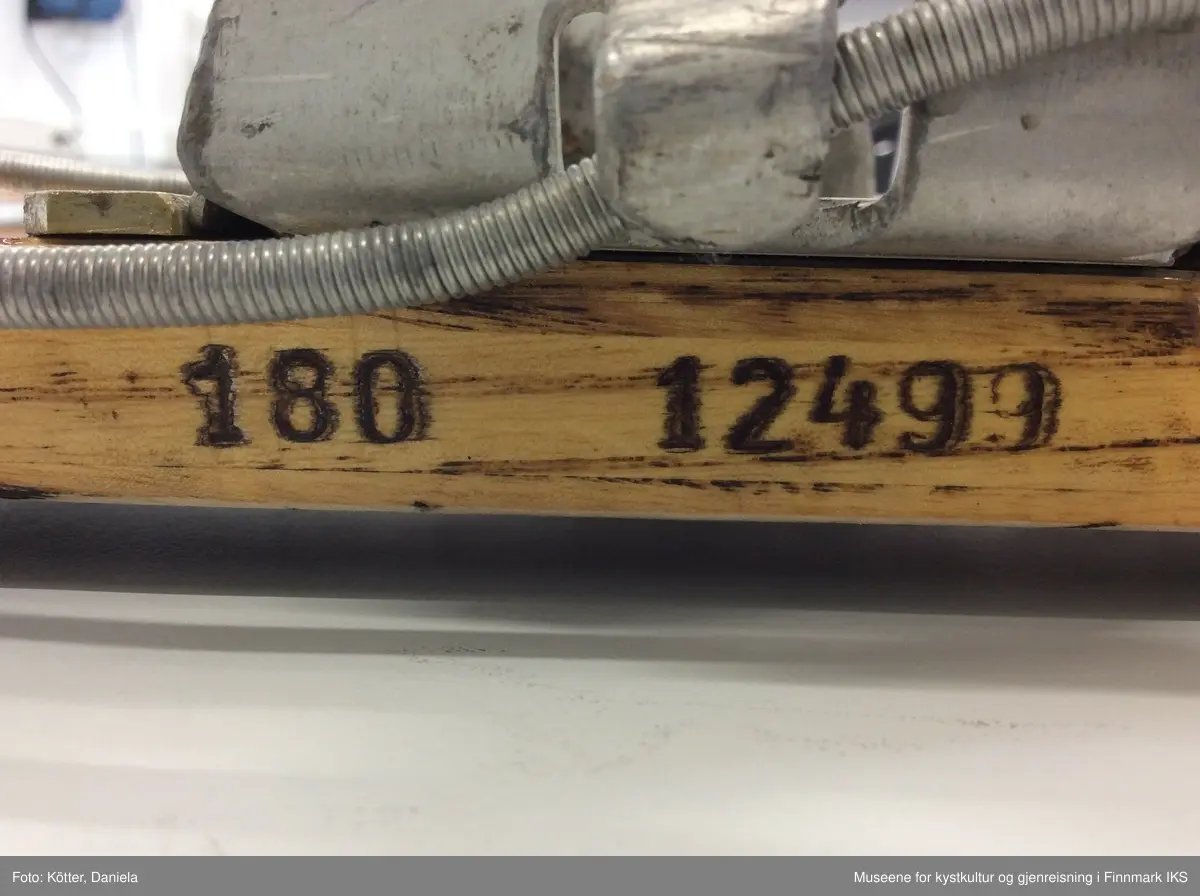 180 12499
Foto: Kötter, Daniela
Museene for kystkultur og gjenreisning i Finnmark IKS